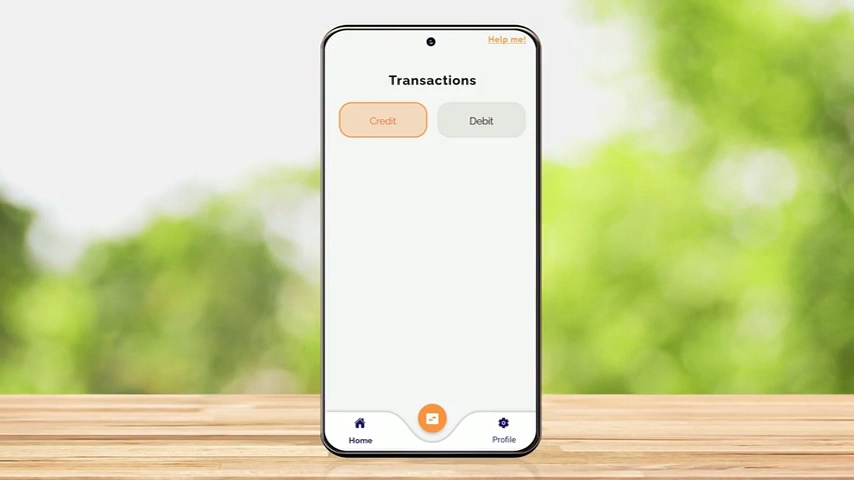 Help me!
Transactions
Credit
Debit
Home
Profile